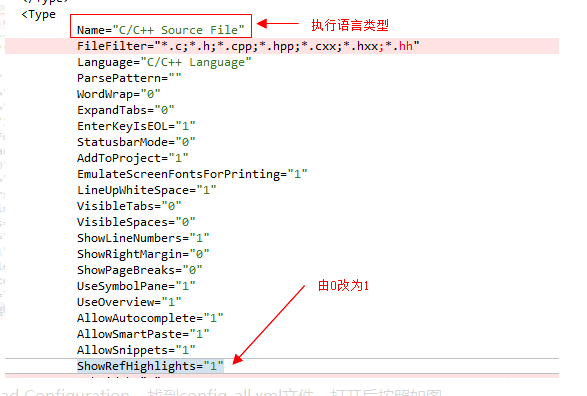 </Type>
<Type
Name="C/C++ Source File"
执行语言类型
FileFilter="*.c;*.h;*.cpp;*.hpp;*.cxx;*.hxx;*.hh"
Language="C/C++ Language"
ParsePattern=""
WordWrap="0"
ExpandTabs="0"
EnterKeyIsEOL="1"
StatusbarMode="0"
AddToProject="1"
EmulateScreenFontsForPrinting="1"
LineUpWhiteSpace="1"
VisibleTabs="0"
VisibleSpaces="0"
ShowLineNumbers="1"
ShowRightMargin="0"
ShowPageBreaks="0"
UseSymbolPane="1"
由0改为1
UseOverview="1"
AllowAutocomplete="1"
AllowSmartPaste="1"
AllowSnippets="1"
ShowRefHighlights="1"
ad Configuration，找到config_all.xml文件，打开后按照如图